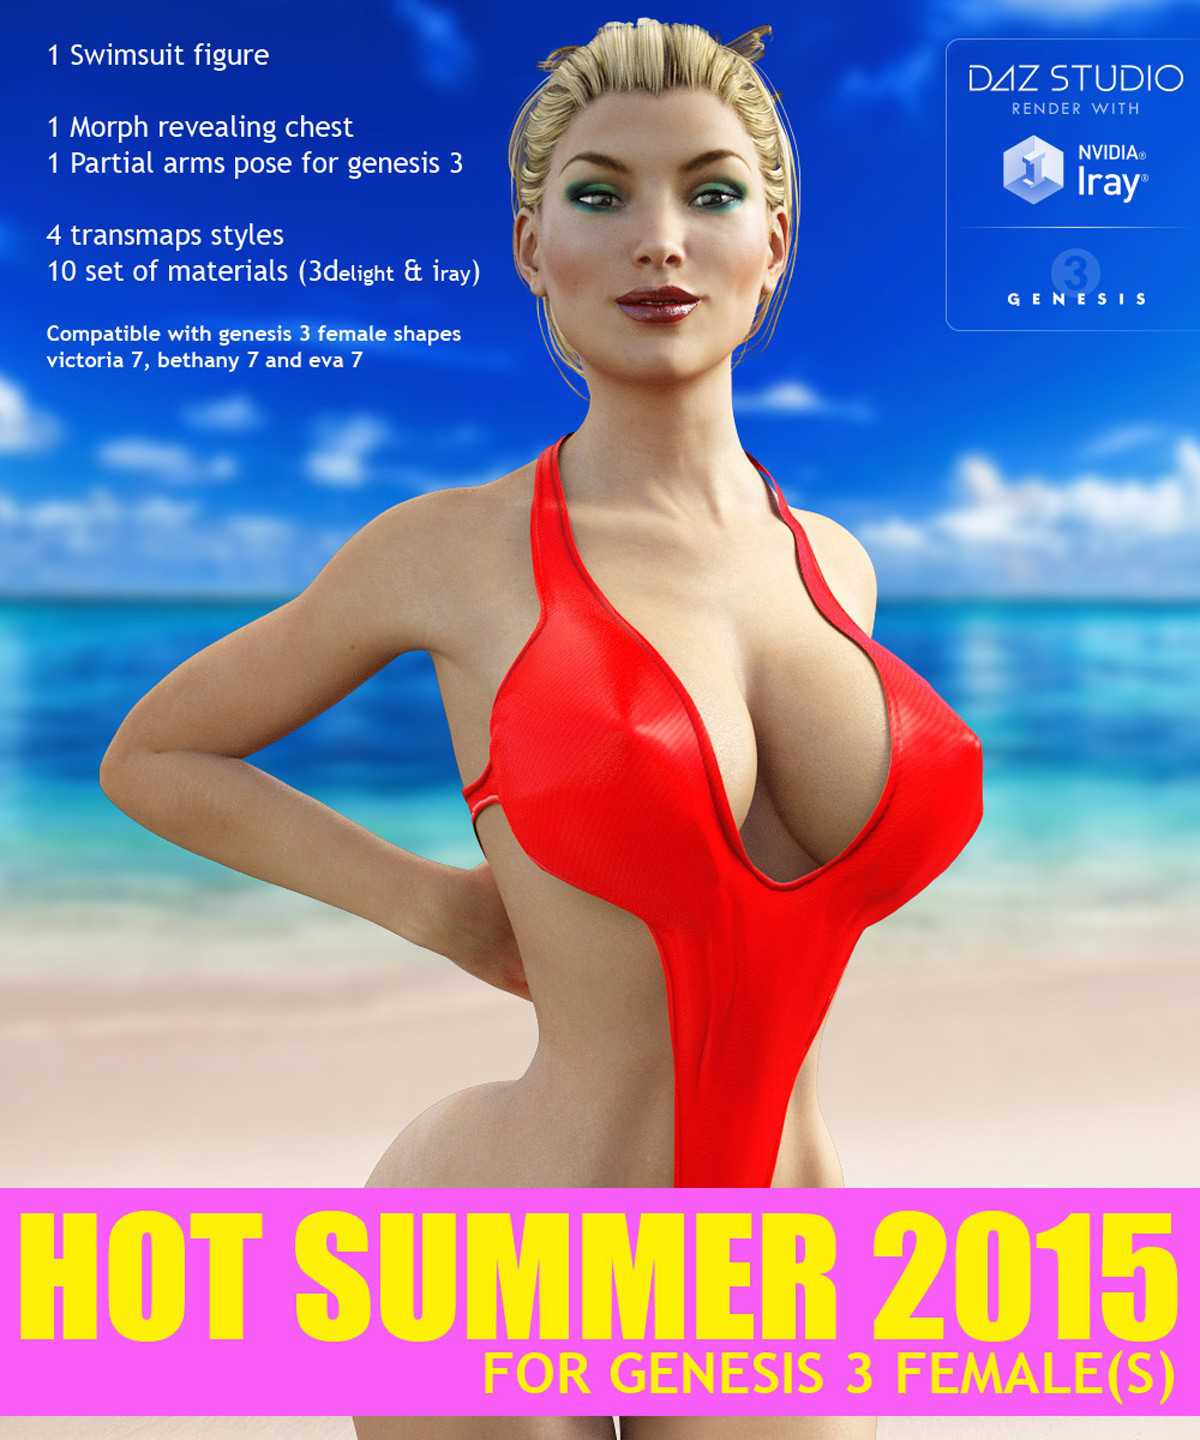 1 Swimsuit figure
1 Morph revealing chest
1 Partial arms pose for genesis 3
4 transmaps styles
10 set of materials (3delight & iray)
Compatible with genesis 3 female shapes
victoria 7, bethany 7 and eva 7
DAZ STUDIO
RENDER WITH
NVIDIA®
Iray®
3
GENESIS
HOT SUMMER 2015
FOR GENESIS 3 FEMALE(S)